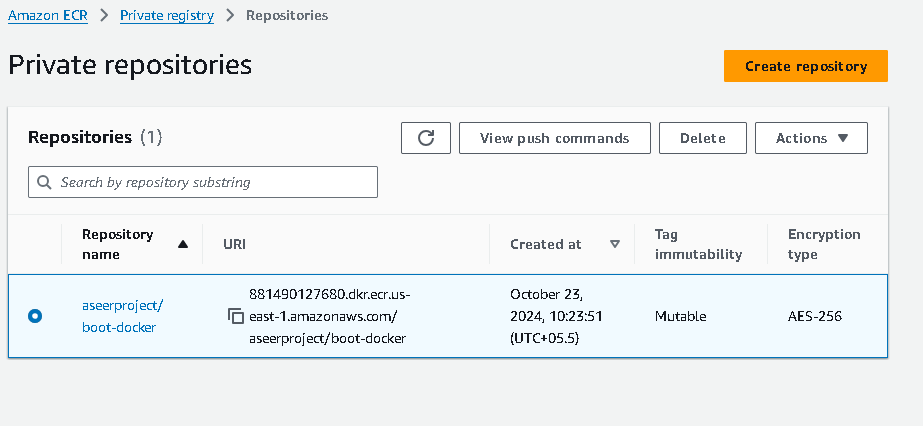 Amazon ECR > Private registry > Repositories
Private repositories
Create repository
Repositories (1)
View push commands
Delete
Actions
Search by repository substring
Repository
name
URI
Created at
Tag
immutability
Encryption
type
aseerproject/
boot-docker
881490127680.dkr.ecr.us-
east-1.amazonaws.com/
aseerproject/boot-docker
October 23,
2024, 10:23:51
(UTC+05.5)
Mutable
AES-256